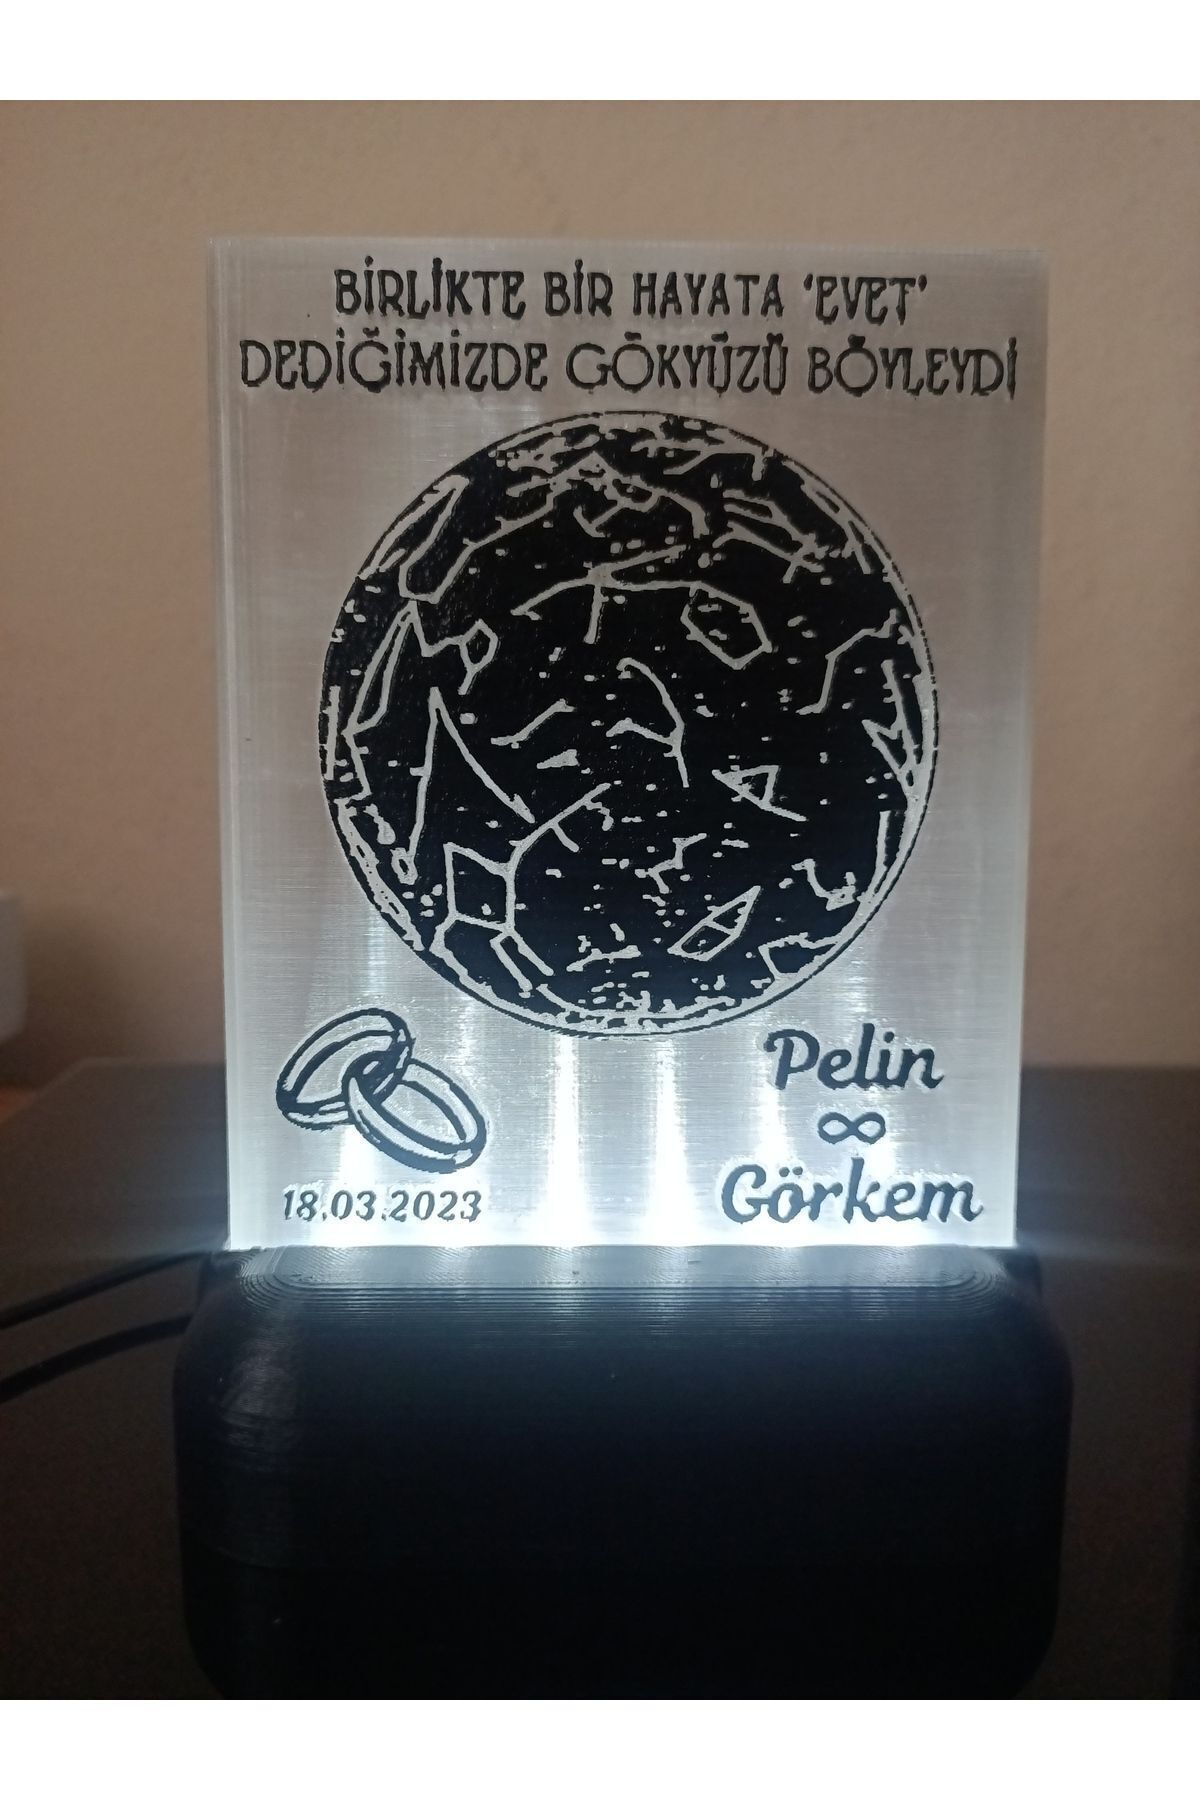 BİRLİKTE BİR HAYATA 'EVET'
DEDİĞİMİZDE GÖKYÜZÜ BÖYLEYDİ
Pelin
∞
Görkem
18.03.2023